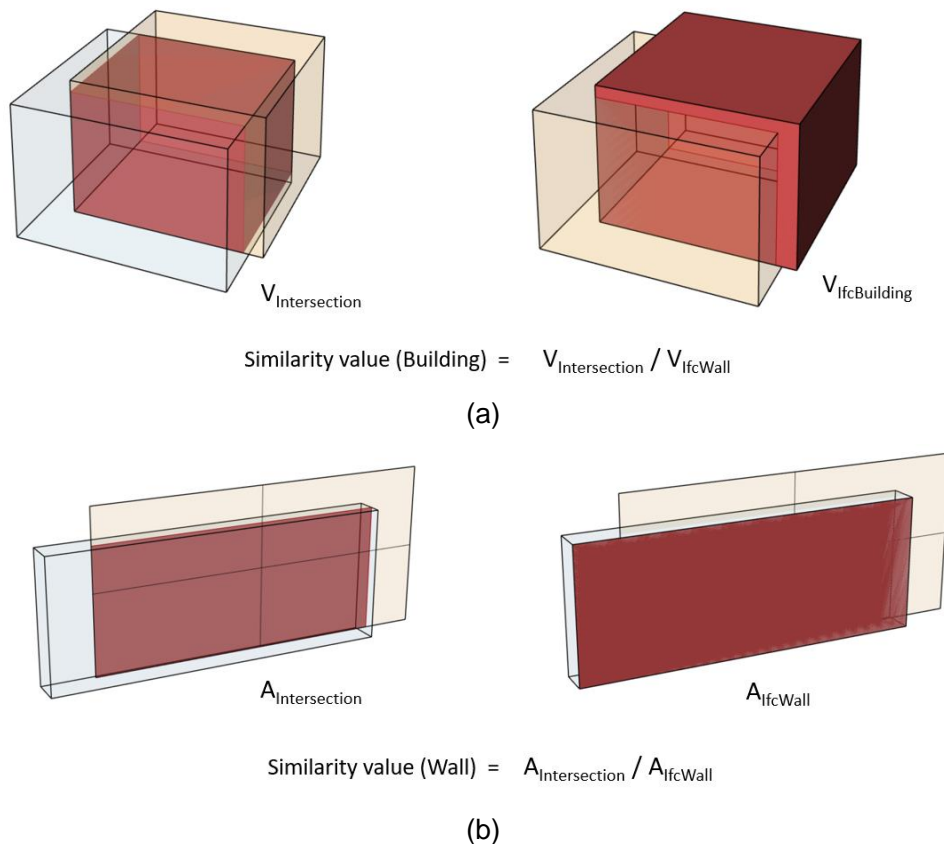 VIntersection
VIfcBuilding
Similarity value (Building) = VIntersection / VIfcWall
(a)
AIntersection
AIfcWall
Similarity value (Wall) = AIntersection / AIfcWall
(b)